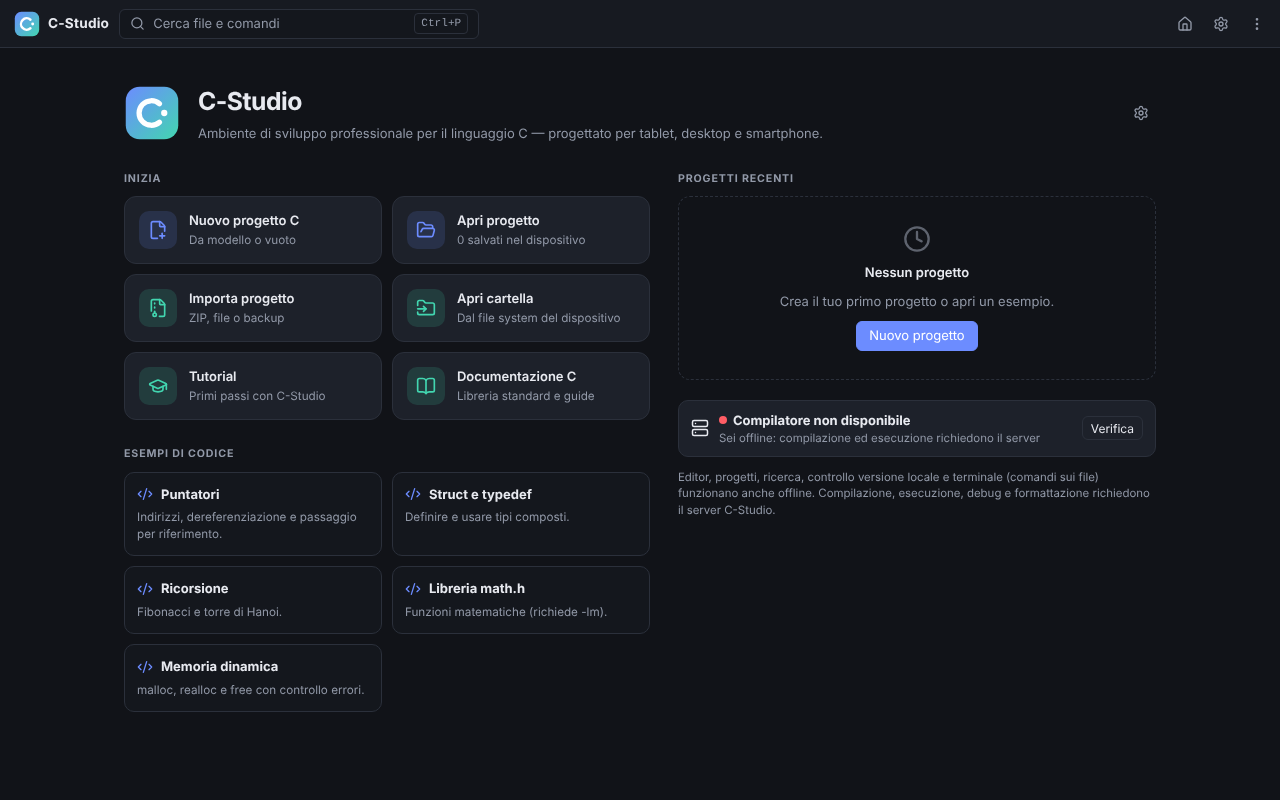 C-Studio
Cerca file e comandi
Ctrl+P
C-Studio
Ambiente di sviluppo professionale per il linguaggio C — progettato per tablet, desktop e smartphone.
INIZIA
Nuovo progetto C
Da modello o vuoto
Apri progetto
0 salvati nel dispositivo
Importa progetto
ZIP, file o backup
Apri cartella
Dal file system del dispositivo
Tutorial
Primi passi con C-Studio
Documentazione C
Libreria standard e guide
ESEMPI DI CODICE
Puntatori
Indirizzi, dereferenziazione e passaggio
per riferimento.
Struct e typedef
Definire e usare tipi composti.
Ricorsione
Fibonacci e torre di Hanoi.
Libreria math.h
Funzioni matematiche (richiede -lm).
Memoria dinamica
malloc, realloc e free con controllo errori.
PROGETTI RECENTI
Nessun progetto
Crea il tuo primo progetto o apri un esempio.
Nuovo progetto
Compilatore non disponibile
Sei offline: compilazione ed esecuzione richiedono il server
Verifica
Editor, progetti, ricerca, controllo versione locale e terminale (comandi sui file)
funzionano anche offline. Compilazione, esecuzione, debug e formattazione richiedono
il server C-Studio.